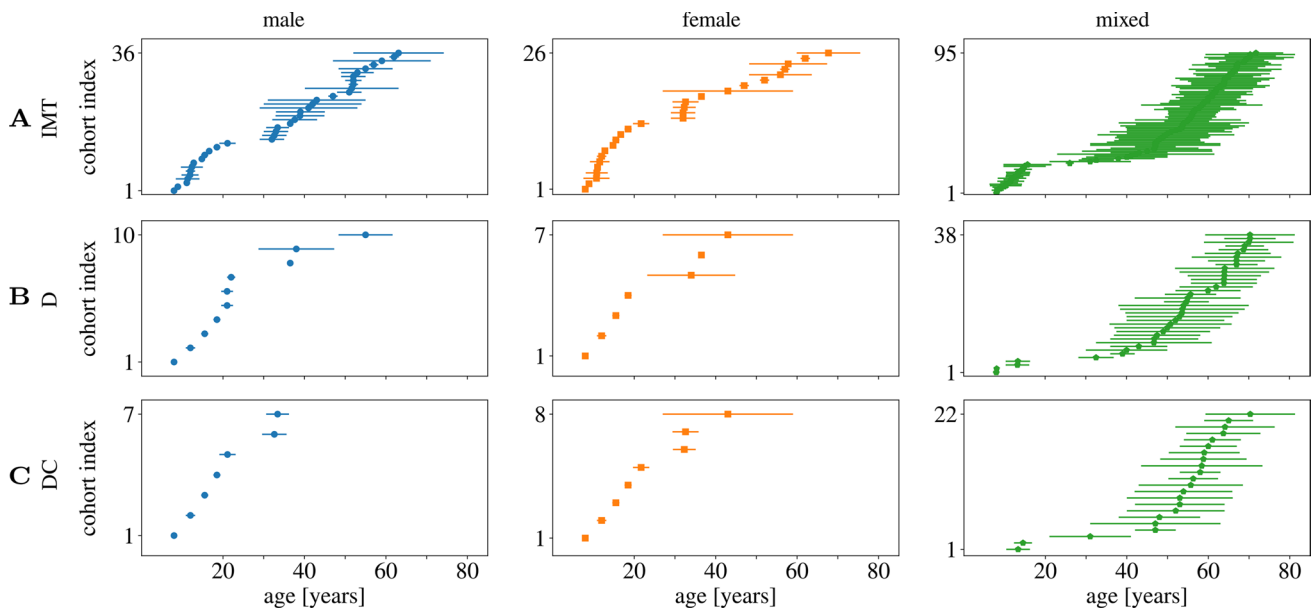 male female mixed
A IMT cohort index 36 1 26 1 95 1
B D cohort index 10 1 7 1 38 1
C DC cohort index 7 1 8 1 22 1
20 40 60 80 20 40 60 80 20 40 60 80
age [years] age [years] age [years]